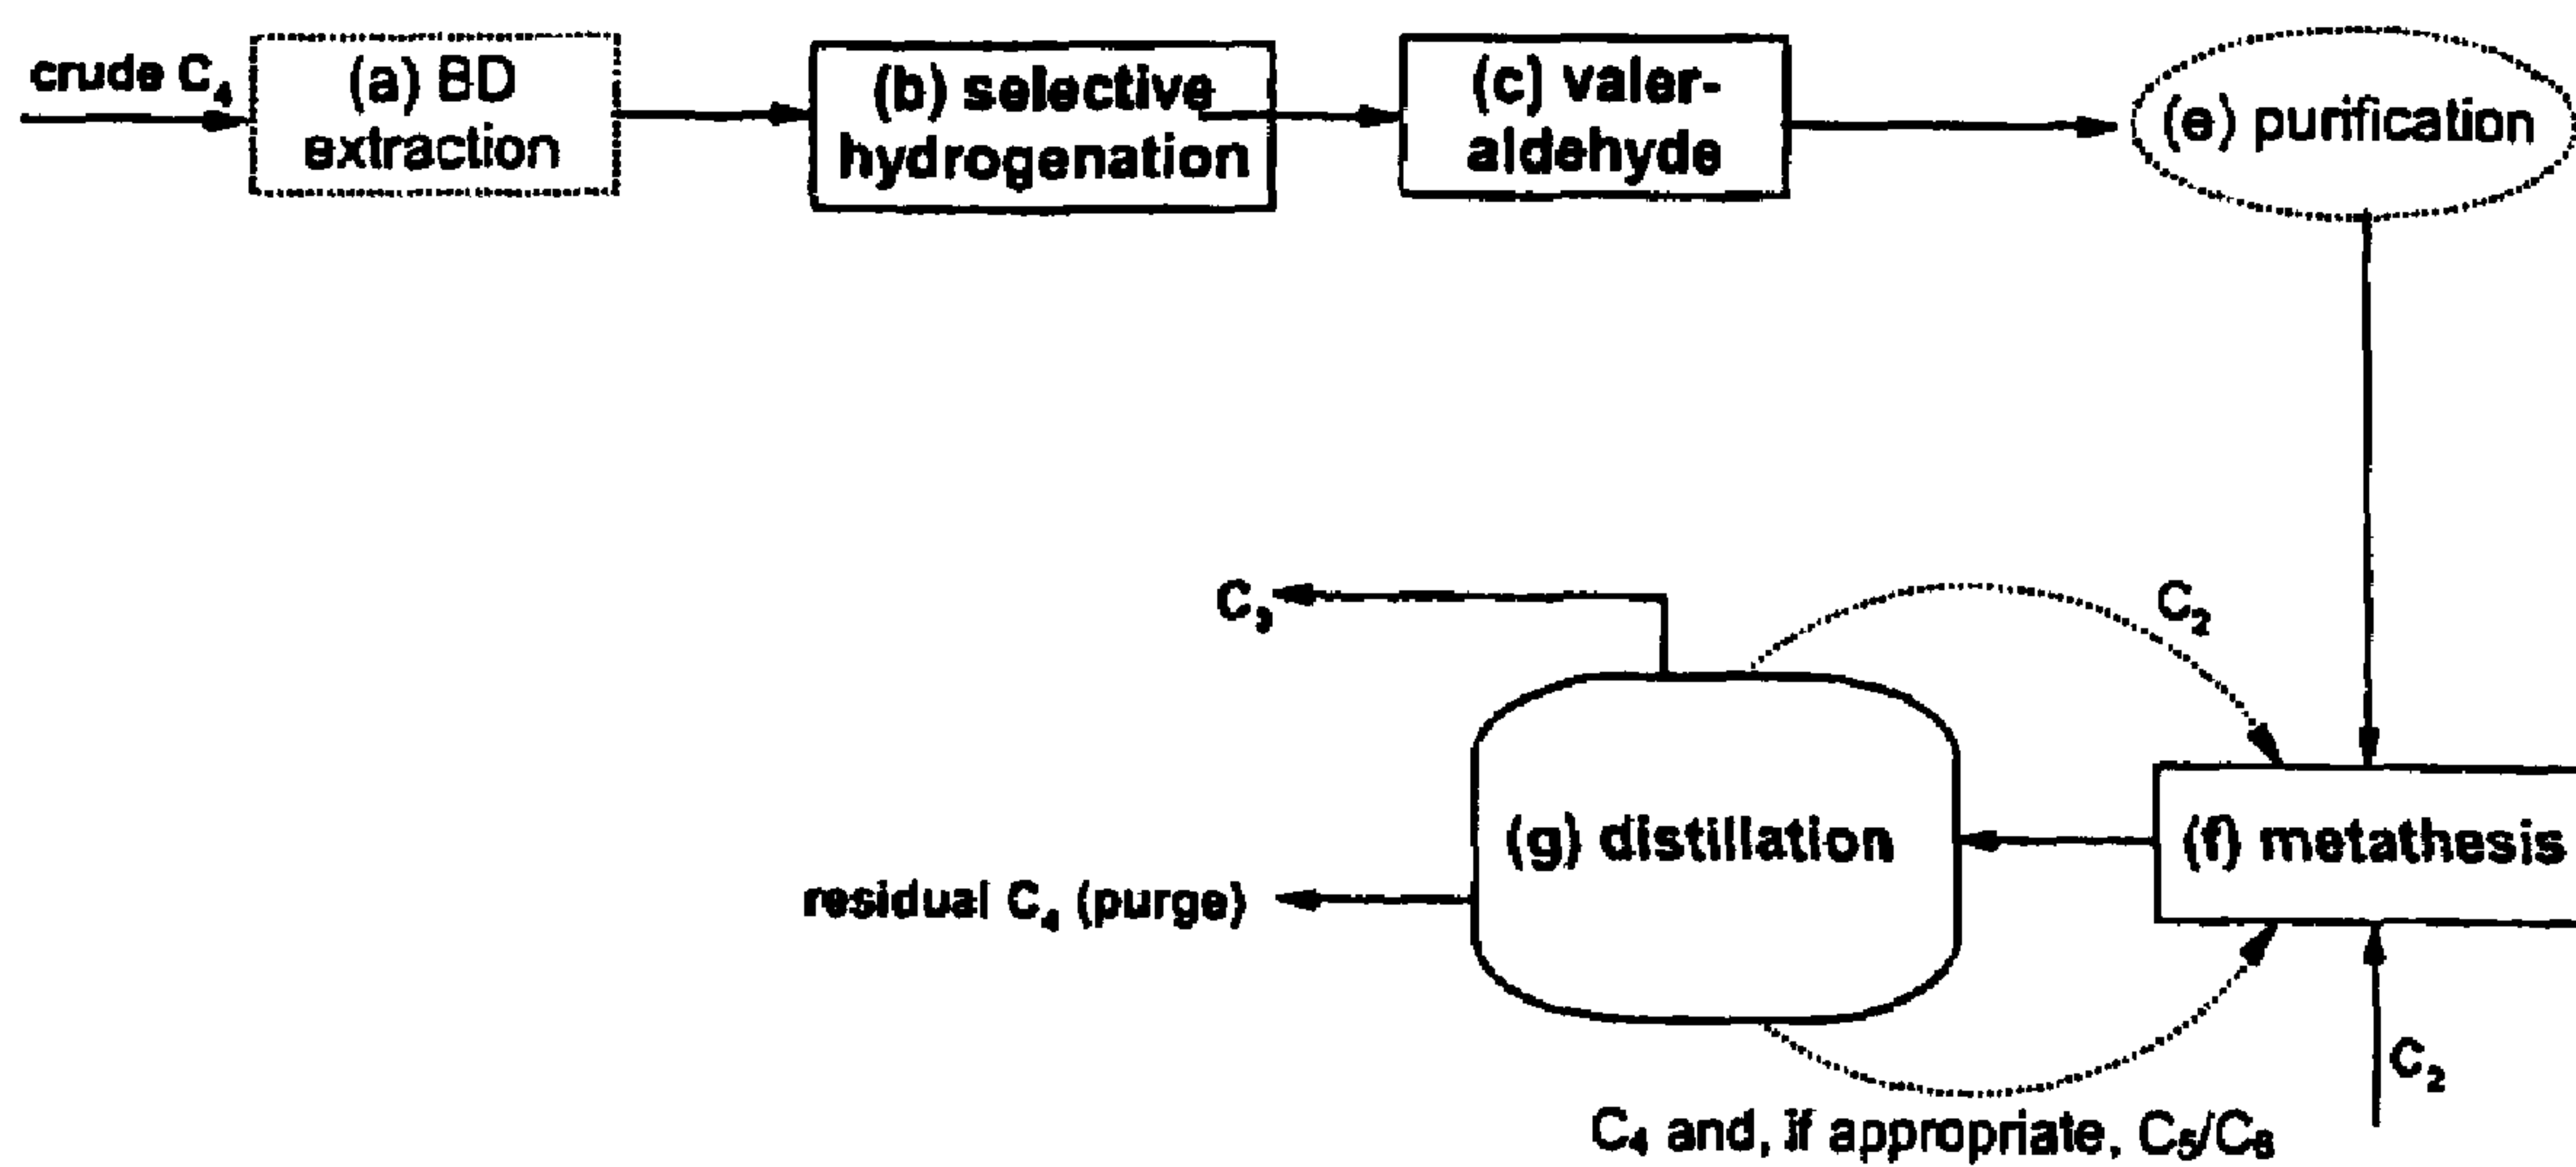 crude C₄
(a) BD
extraction
(b) selective
hydrogenation
(c) valer-
aldehyde
(e) purification
C₃
C₂
(g) distillation
(f) metathesis
residual C₄ (purge)
C₂
C₄ and, if appropriate, C₅/C₆